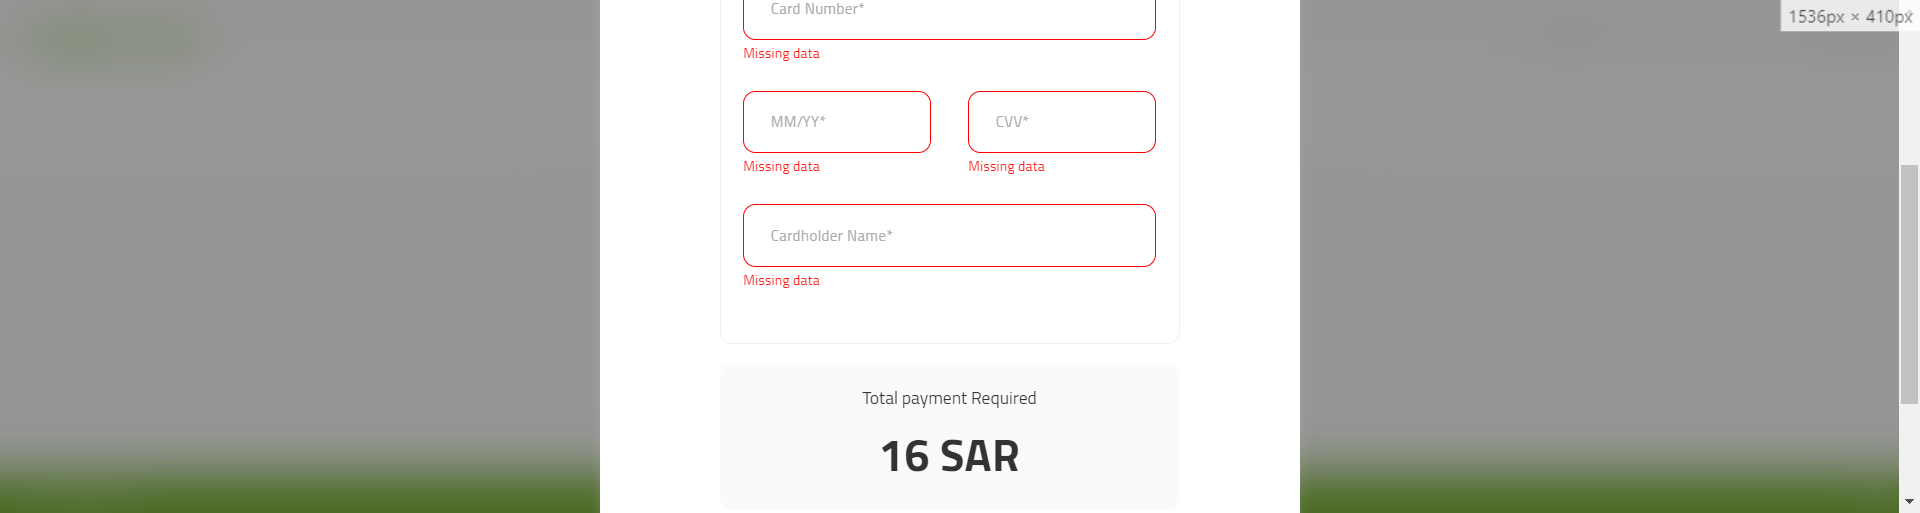 1536px × 410px
Card Number*
Missing data
MM/YY* CVV*
Missing data Missing data
Cardholder Name*
Missing data
Total payment Required
16 SAR